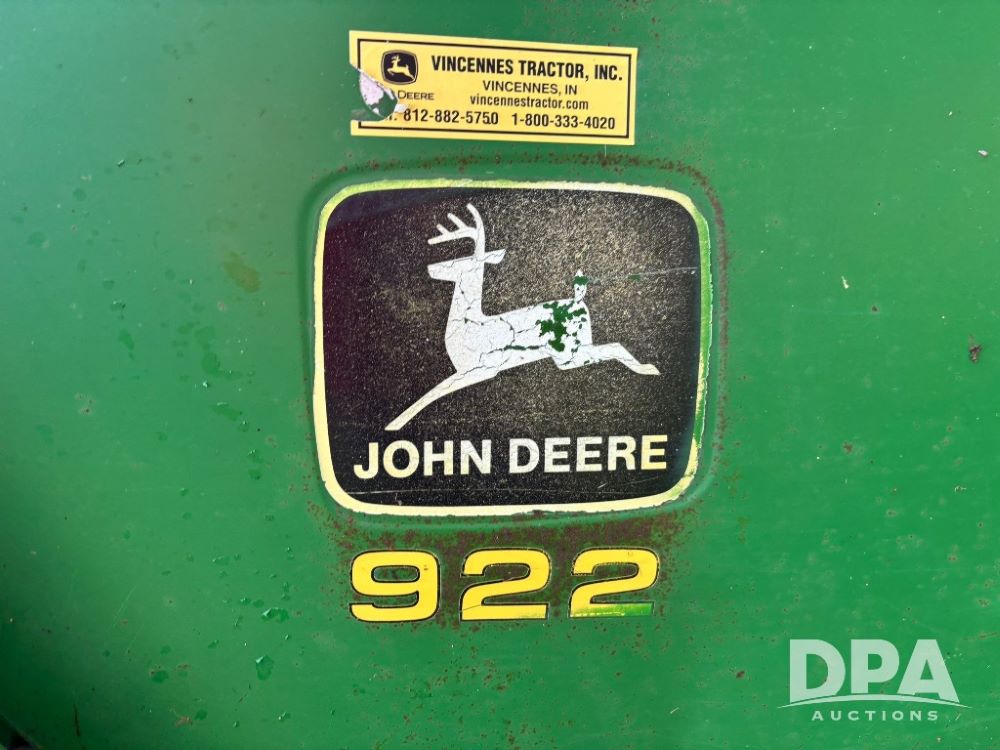 VINCENNES TRACTOR, INC.
VINCENNES, IN
DEERE
vincennestractor.com
812-882-5750 1-800-333-4020
JOHN DEERE
922
DPA
AUCTIONS